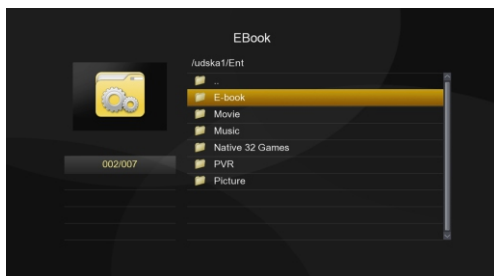 EBook
/udska1/Ent
..
E-book
Movie
Music
Native 32 Games
002/007
PVR
Picture